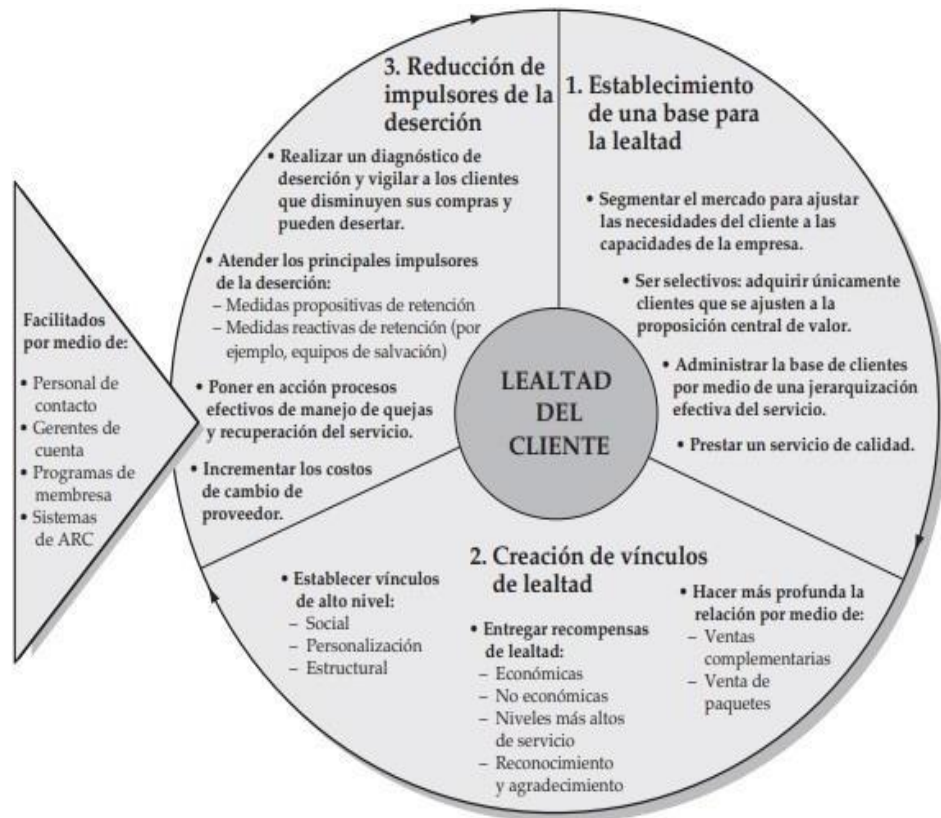 3. Reducción de
impulsores de la
deserción
• Realizar un diagnóstico de
deserción y vigilar a los clientes
que disminuyen sus compras y
pueden desertar.
• Atender los principales impulsores
de la deserción:
– Medidas propositivas de retención
– Medidas reactivas de retención (por
ejemplo, equipos de salvación)
• Poner en acción procesos
efectivos de manejo de quejas
y recuperación del servicio.
• Incrementar los costos
de cambio de
proveedor.
1. Establecimiento
de una base para
la lealtad
• Segmentar el mercado para ajustar
las necesidades del cliente a las
capacidades de la empresa.
• Ser selectivos: adquirir únicamente
clientes que se ajusten a la
proposición central de valor.
• Administrar la base de clientes
por medio de una jerarquización
efectiva del servicio.
• Prestar un servicio de calidad.
Facilitados
por medio de:
• Personal de
contacto
• Gerentes de
cuenta
• Programas de
membresa
• Sistemas
de ARC
LEALTAD
DEL
CLIENTE
2. Creación de vínculos
de lealtad
• Establecer vínculos
de alto nivel:
– Social
– Personalización
– Estructural
• Entregar recompensas
de lealtad:
– Económicas
– No económicas
– Niveles más altos
de servicio
– Reconocimiento
y agradecimiento
• Hacer más profunda la
relación por medio de:
– Ventas
complementarias
– Venta de
paquetes